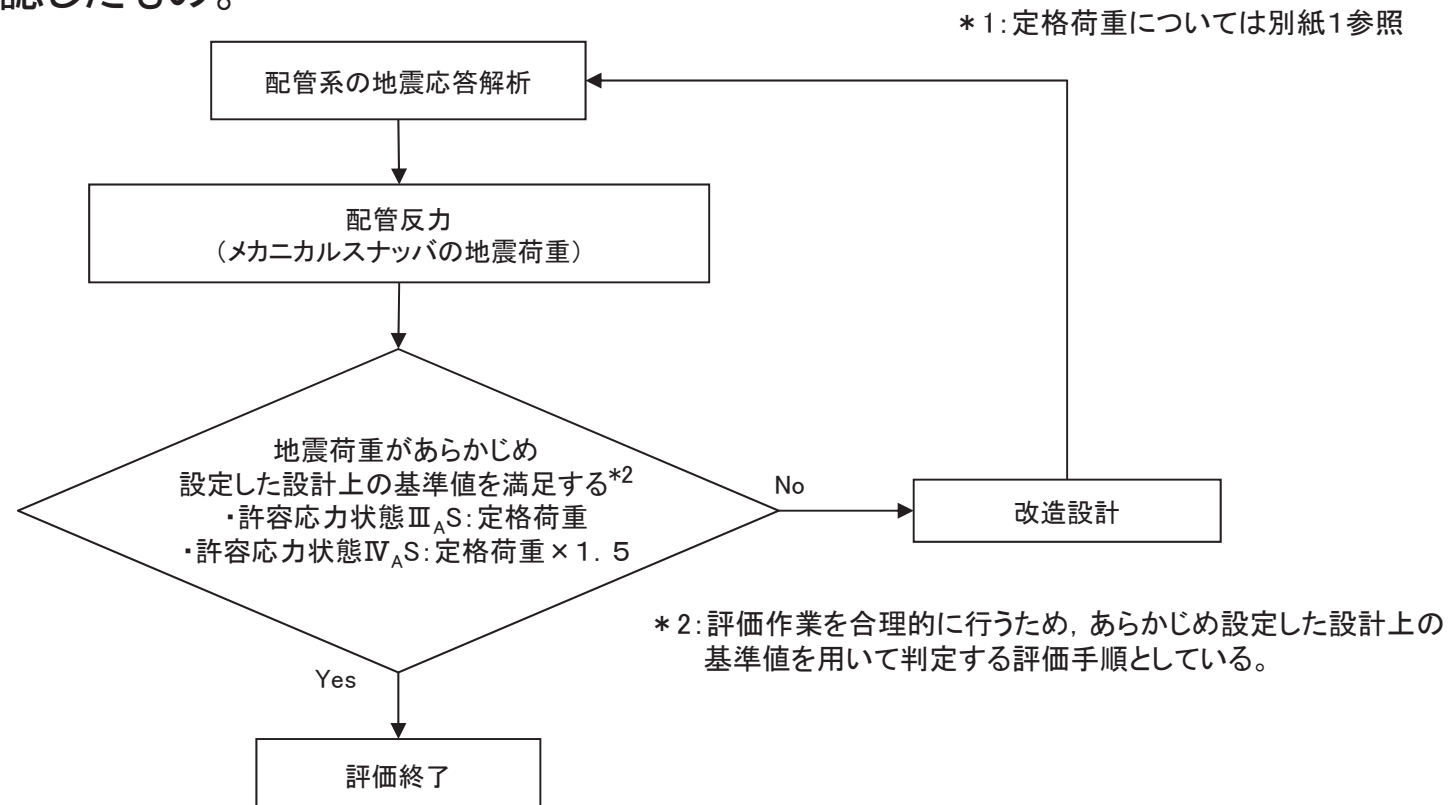 認したもの。
*1:定格荷重については別紙1参照
配管系の地震応答解析
配管反力
(メカニカルスナッバの地震荷重)
地震荷重があらかじめ
設定した設計上の基準値を満足する*2
・許容応力状態ⅢAS:定格荷重
・許容応力状態ⅣAS:定格荷重×1.5
No
改造設計
*2:評価作業を合理的に行うため,あらかじめ設定した設計上の
基準値を用いて判定する評価手順としている。
Yes
評価終了